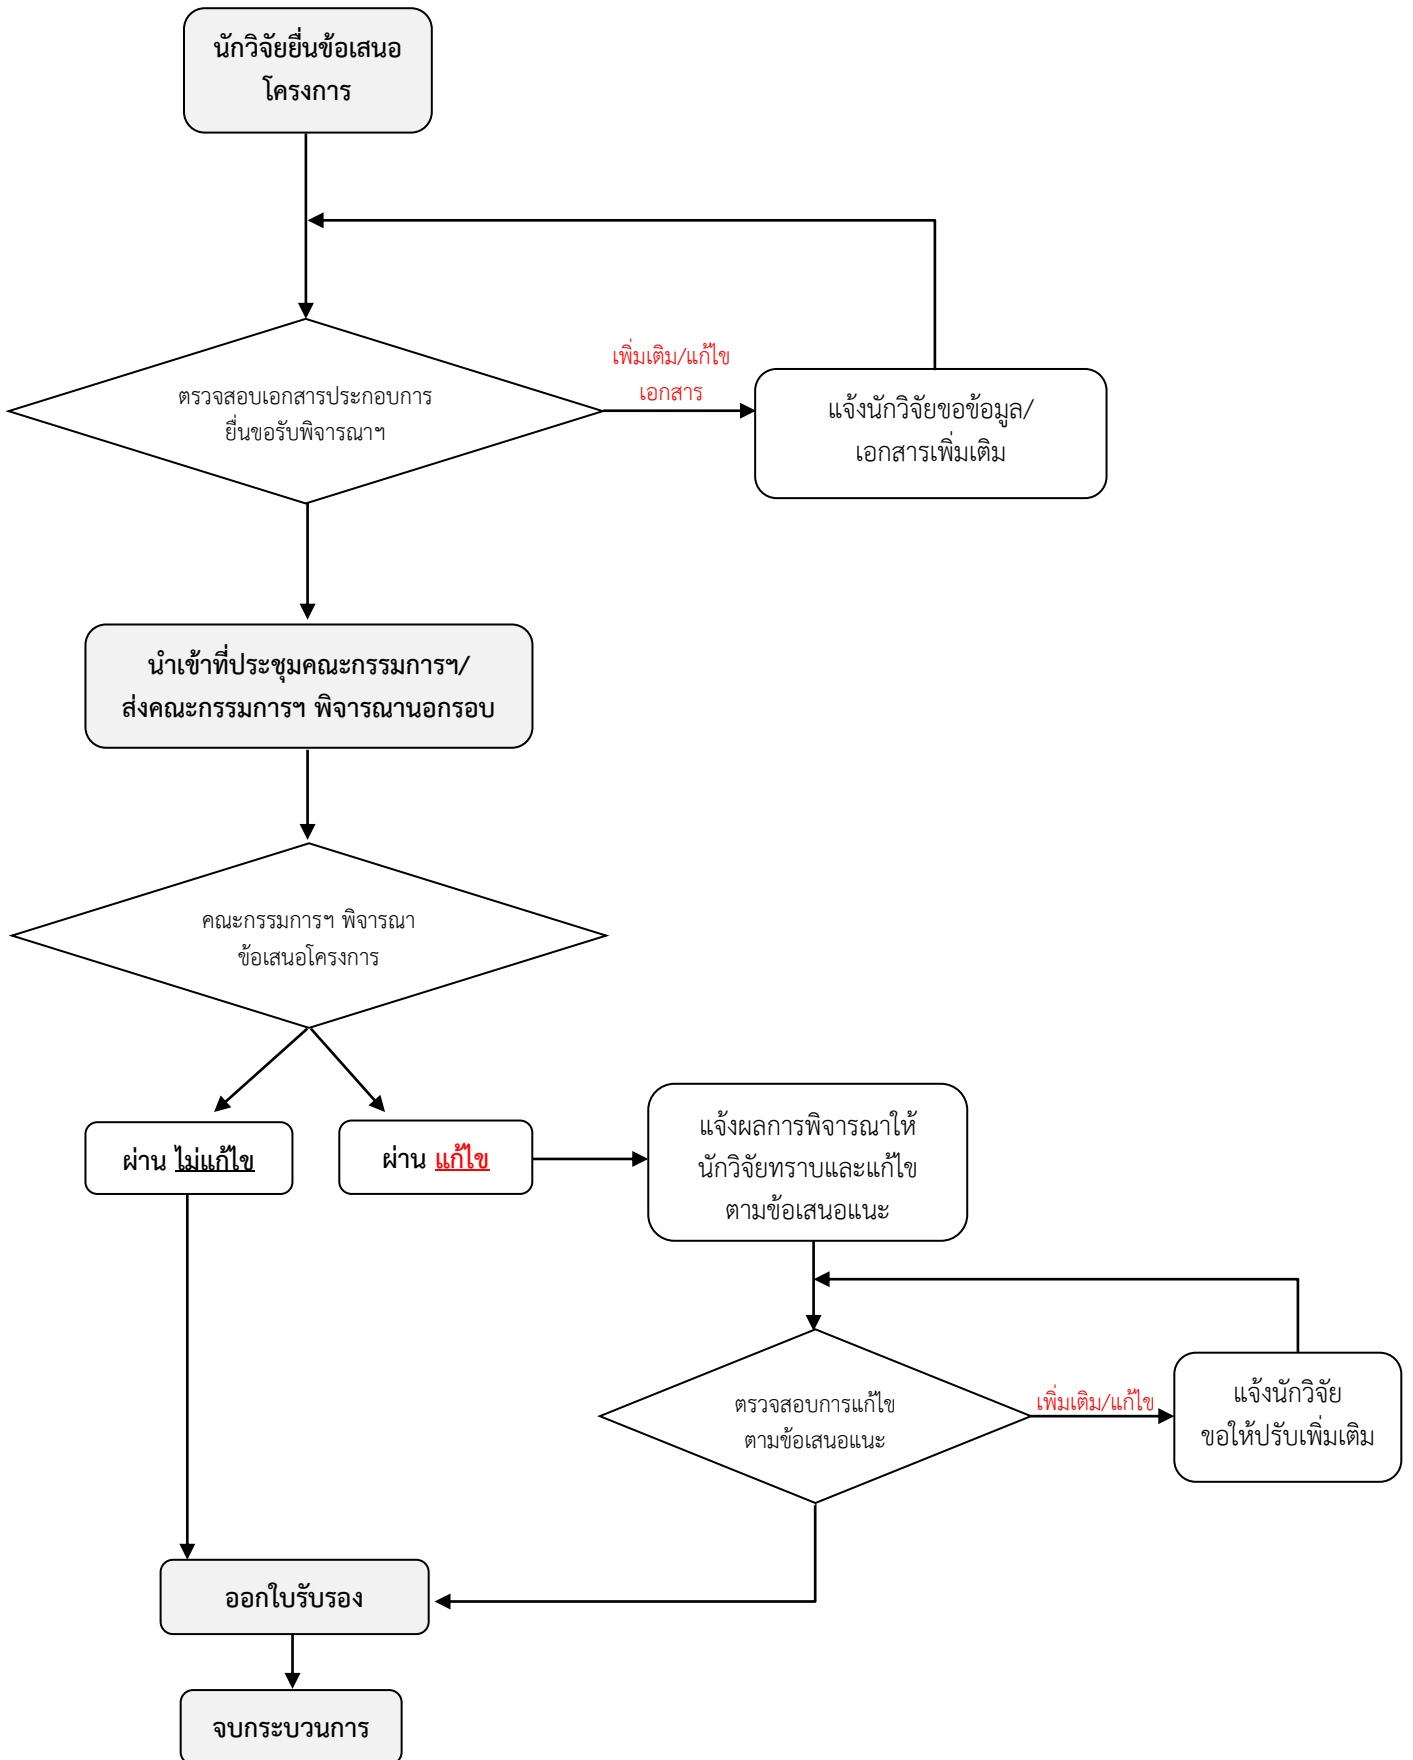 นักวิจัยยื่นข้อเสนอ
โครงการ
เพิ่มเติม/แก้ไข
เอกสาร
ตรวจสอบเอกสารประกอบการ
ยื่นขอรับพิจารณาฯ
แจ้งนักวิจัยขอข้อมูล/
เอกสารเพิ่มเติม
นำเข้าที่ประชุมคณะกรรมการฯ/
ส่งคณะกรรมการฯ พิจารณานอกรอบ
คณะกรรมการฯ พิจารณา
ข้อเสนอโครงการ
ผ่าน ไม่แก้ไข
ผ่าน แก้ไข
แจ้งผลการพิจารณาให้
นักวิจัยทราบและแก้ไข
ตามข้อเสนอแนะ
ตรวจสอบการแก้ไข
ตามข้อเสนอแนะ
เพิ่มเติม/แก้ไข
แจ้งนักวิจัย
ขอให้ปรับเพิ่มเติม
ออกใบรับรอง
จบกระบวนการ